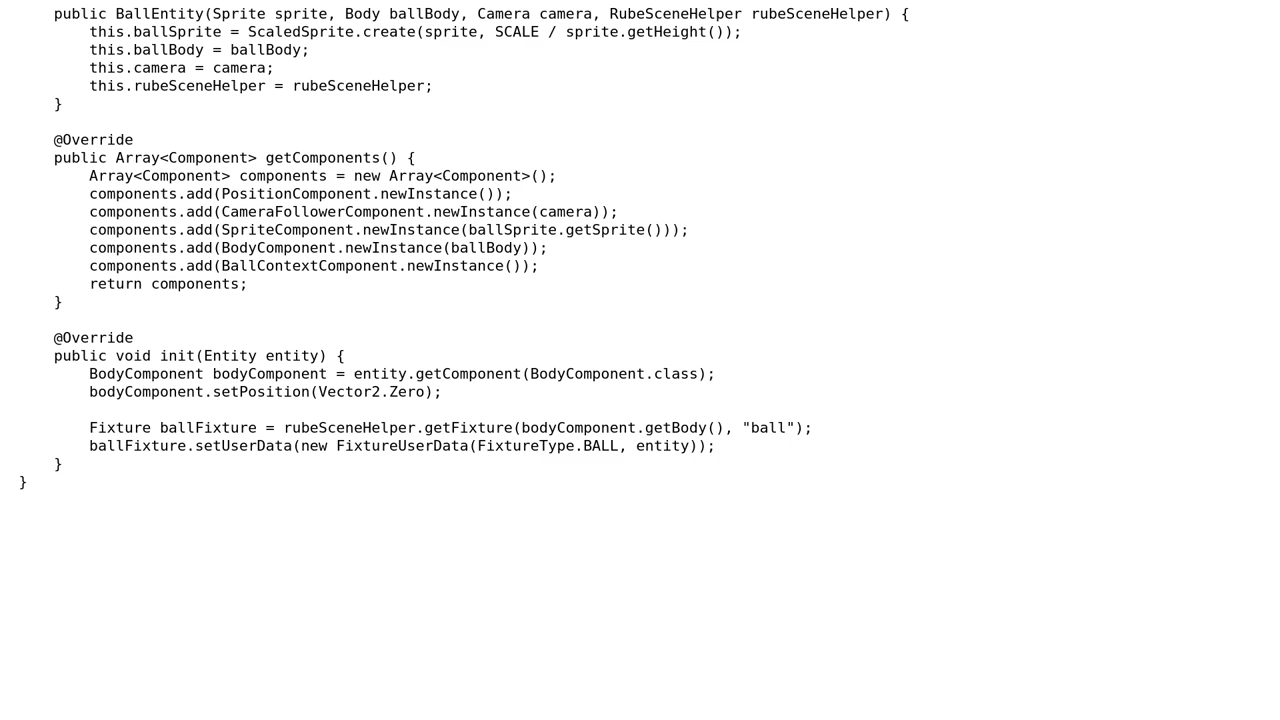 public BallEntity(Sprite sprite, Body ballBody, Camera camera, RubeSceneHelper rubeSceneHelper) {
        this.ballSprite = ScaledSprite.create(sprite, SCALE / sprite.getHeight());
        this.ballBody = ballBody;
        this.camera = camera;
        this.rubeSceneHelper = rubeSceneHelper;
    }

    @Override
    public Array<Component> getComponents() {
        Array<Component> components = new Array<Component>();
        components.add(PositionComponent.newInstance());
        components.add(CameraFollowerComponent.newInstance(camera));
        components.add(SpriteComponent.newInstance(ballSprite.getSprite()));
        components.add(BodyComponent.newInstance(ballBody));
        components.add(BallContextComponent.newInstance());
        return components;
    }

    @Override
    public void init(Entity entity) {
        BodyComponent bodyComponent = entity.getComponent(BodyComponent.class);
        bodyComponent.setPosition(Vector2.Zero);

        Fixture ballFixture = rubeSceneHelper.getFixture(bodyComponent.getBody(), "ball");
        ballFixture.setUserData(new FixtureUserData(FixtureType.BALL, entity));
    }
}